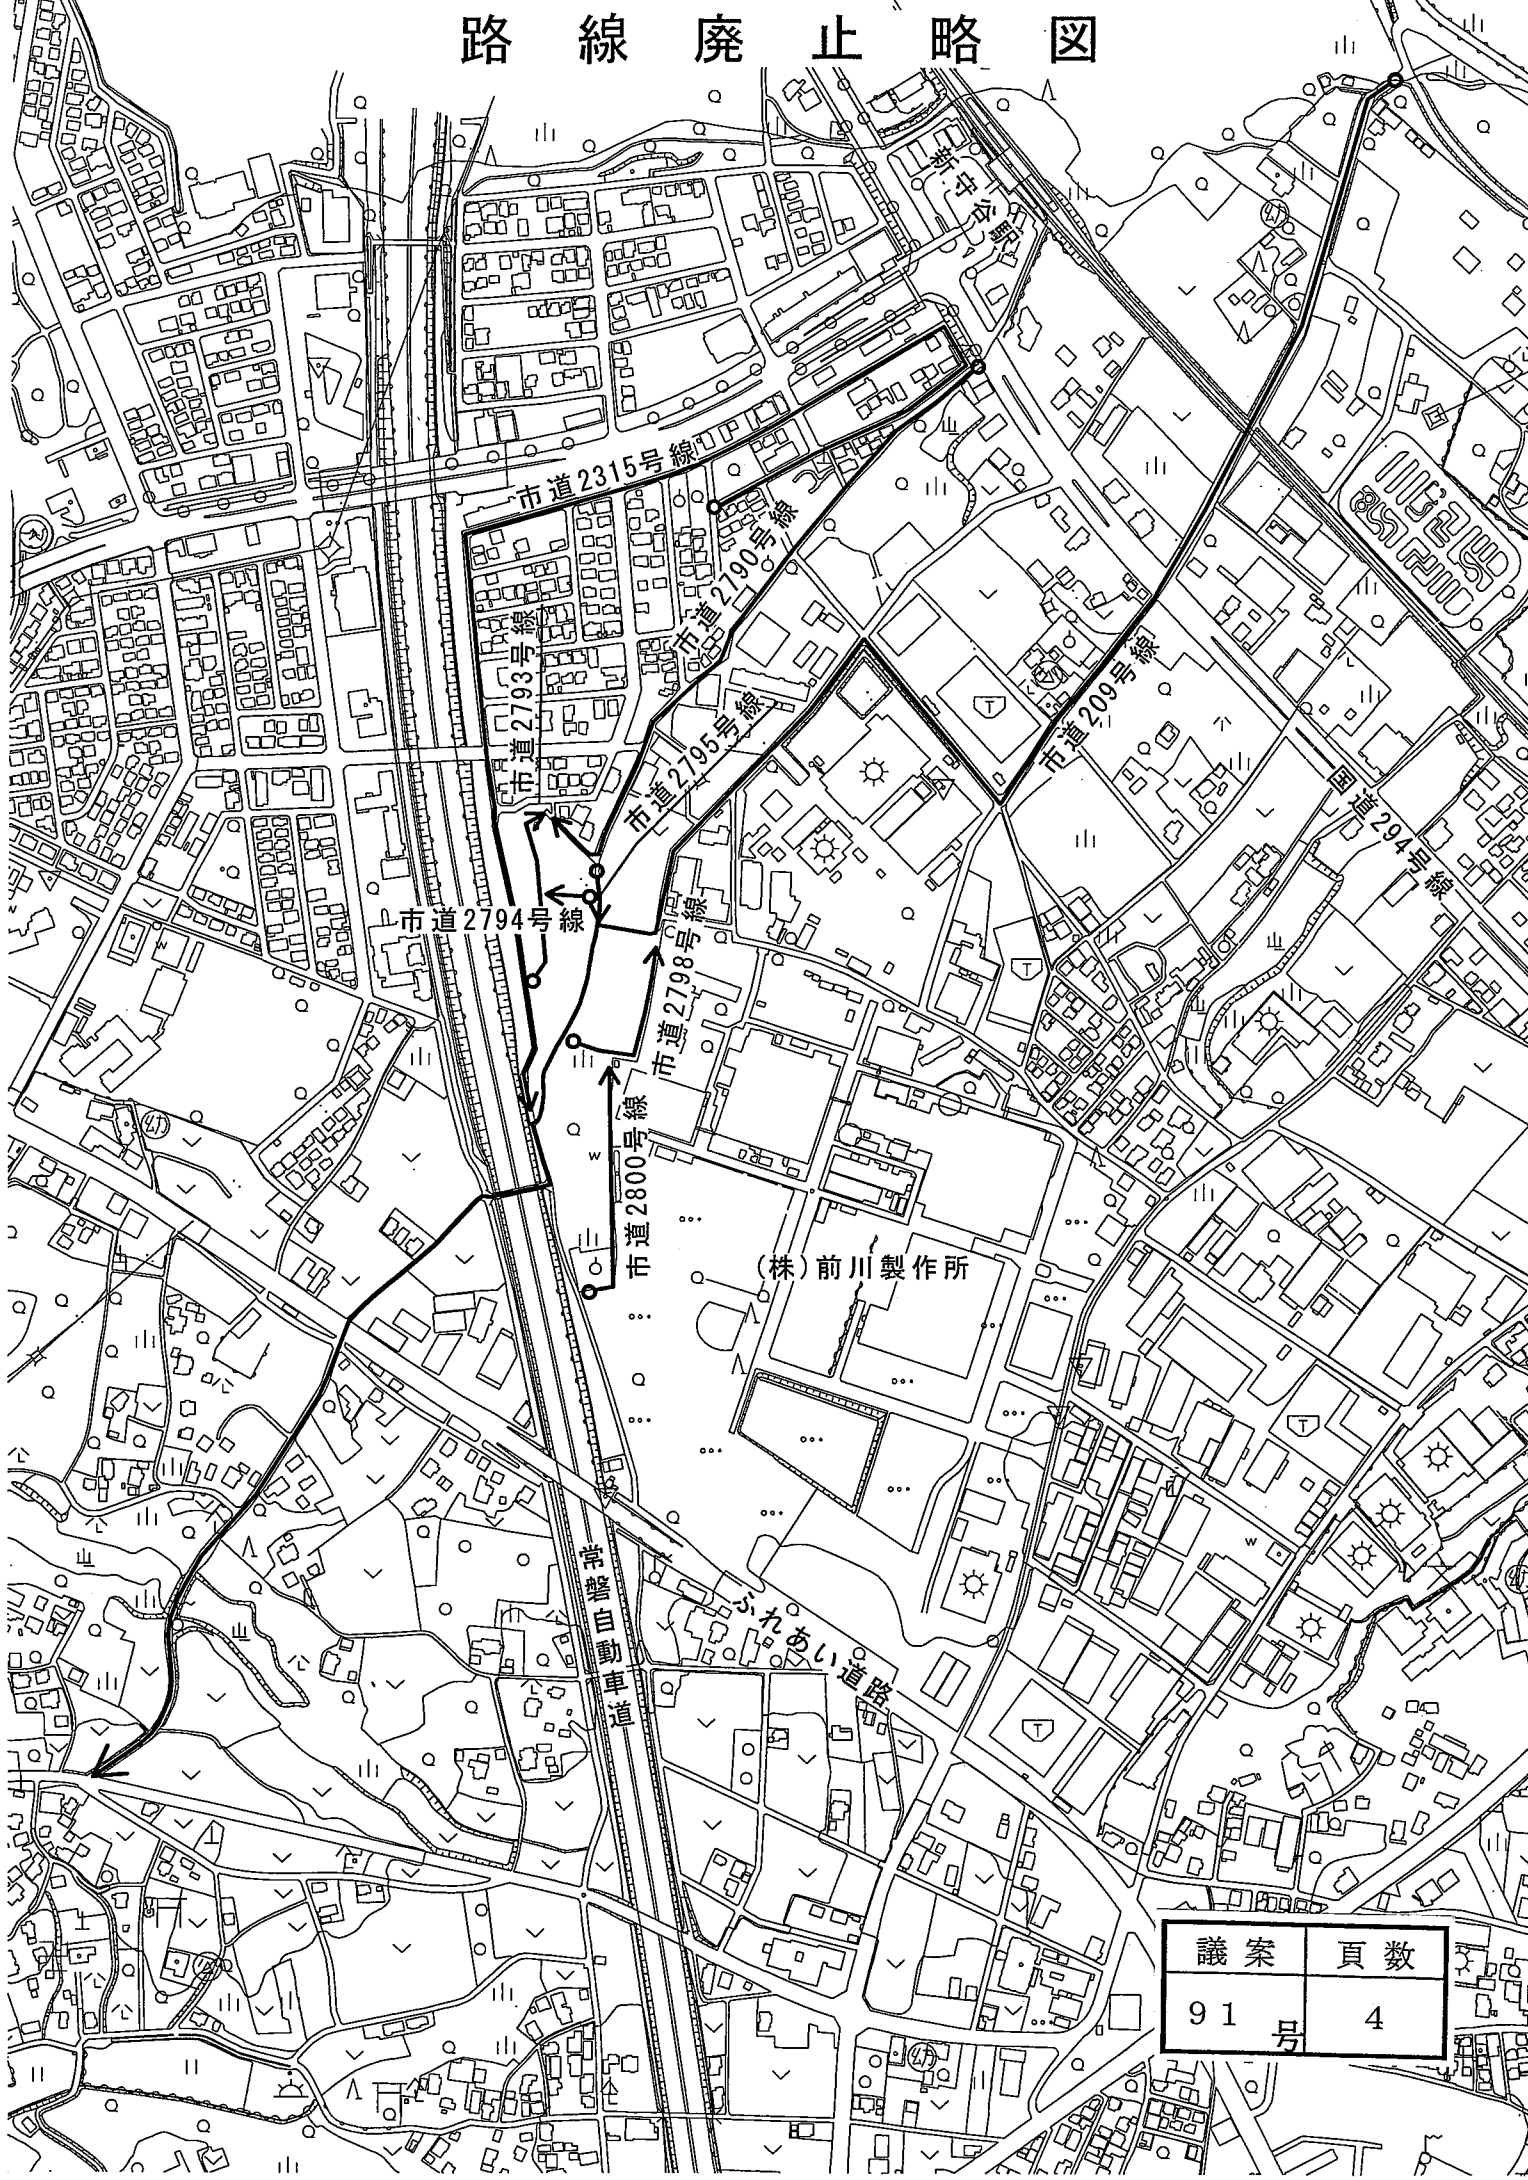 路線廃止略図
新守谷駅
市道2315号線
市道2790号線
市道2793号線
市道2795号線
市道209号線
国道294号線
市道2794号線
市道2798号線
市道2800号線
(株)前川製作所
常磐自動車道
ふれあい道路
議案 頁数
91号 4